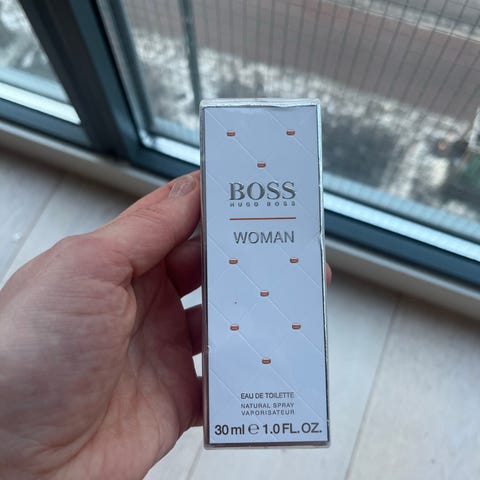 BOSS
HUGO BOSS
WOMAN
EAU DE TOILETTE
NATURAL SPRAY
VAPORISATEUR
30 ml ℮ 1.0 FL. OZ.